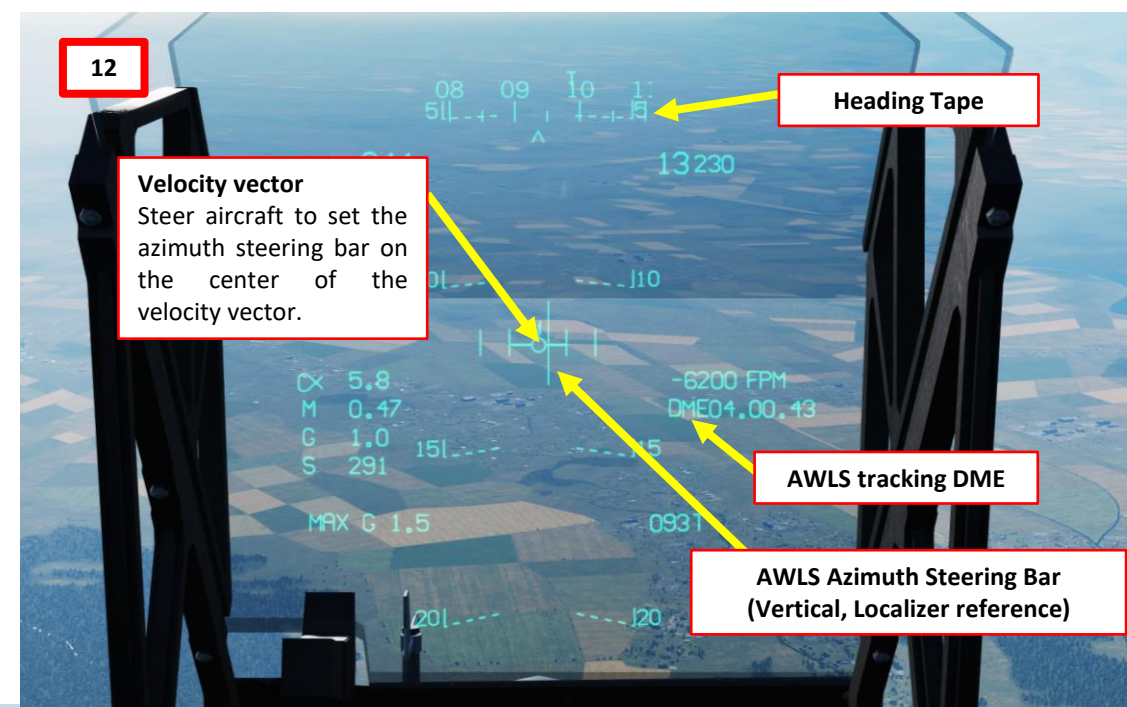 12
08 09 10 1
5 5
Heading Tape
13230
Velocity vector
Steer aircraft to set the
azimuth steering bar on
the center of the
velocity vector.
10
α 5.8
M 0.47
G 1.0
S 291
-6200 FPM
DME04.00.43
15 15
AWLS tracking DME
MAX G 1.5
093T
AWLS Azimuth Steering Bar
(Vertical, Localizer reference)
20 20